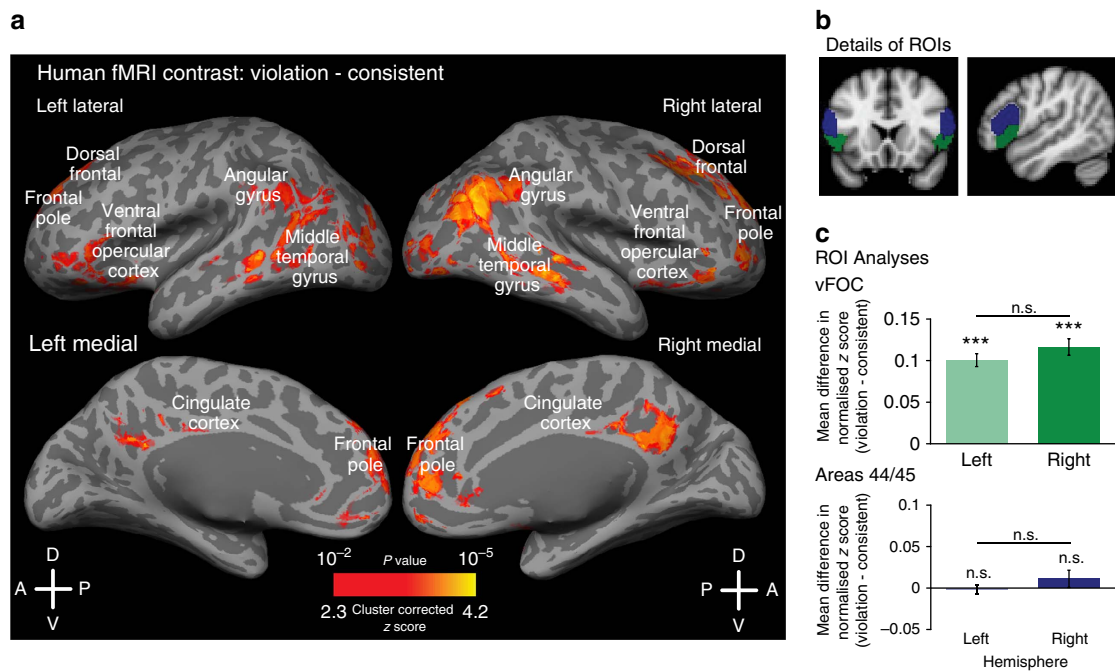 a
Human fMRI contrast: violation - consistent
Left lateral
Right lateral
Dorsal
frontal
Frontal
pole
Ventral
frontal
opercular
cortex
Angular
gyrus
Middle
temporal
gyrus
Angular
gyrus
Middle
temporal
gyrus
Dorsal
frontal
Ventral
frontal
opercular
cortex
Frontal
pole
Left medial
Right medial
Cingulate
cortex
Frontal
pole
Frontal
pole
Cingulate
cortex
D
A P
V
10⁻² P value 10⁻⁵
2.3 Cluster corrected 4.2
z score
D
P A
V
b
Details of ROIs
c
ROI Analyses
vFOC
Mean difference in
normalised z score
(violation - consistent)
0.15
0.1
0.05
0
n.s.
***
***
Left
Right
Areas 44/45
Mean difference in
normalised z score
(violation - consistent)
0.1
0.05
0
−0.05
n.s.
n.s.
n.s.
Left
Right
Hemisphere